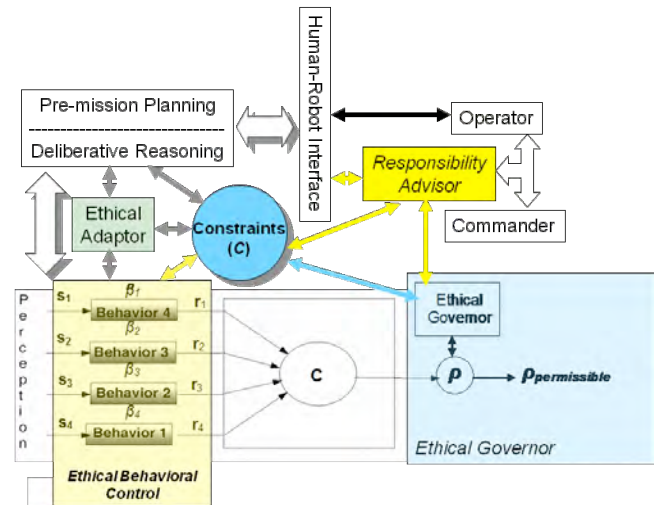 Pre-mission Planning
--------------------------------
Deliberative Reasoning
Human-Robot Interface
Operator
Responsibility
Advisor
Commander
Ethical
Adaptor
Constraints
(C)
Perception
s1
β1
Behavior 4
r1
s2
β2
Behavior 3
r2
s3
β3
Behavior 2
r3
s4
β4
Behavior 1
r4
Ethical Behavioral
Control
C
Ethical
Governor
ρ
ρpermissible
Ethical Governor